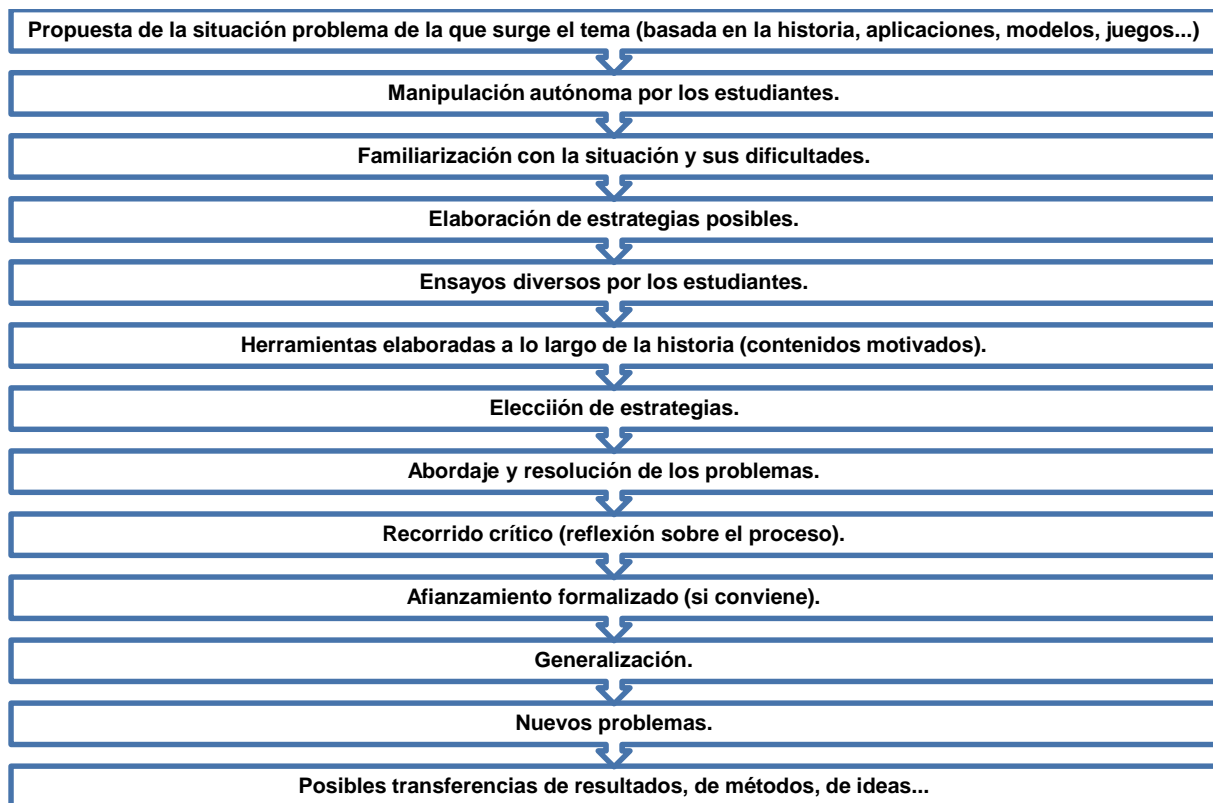 Propuesta de la situación problema de la que surge el tema (basada en la historia, aplicaciones, modelos, juegos...)
Manipulación autónoma por los estudiantes.
Familiarización con la situación y sus dificultades.
Elaboración de estrategias posibles.
Ensayos diversos por los estudiantes.
Herramientas elaboradas a lo largo de la historia (contenidos motivados).
Elecciión de estrategias.
Abordaje y resolución de los problemas.
Recorrido crítico (reflexión sobre el proceso).
Afianzamiento formalizado (si conviene).
Generalización.
Nuevos problemas.
Posibles transferencias de resultados, de métodos, de ideas...